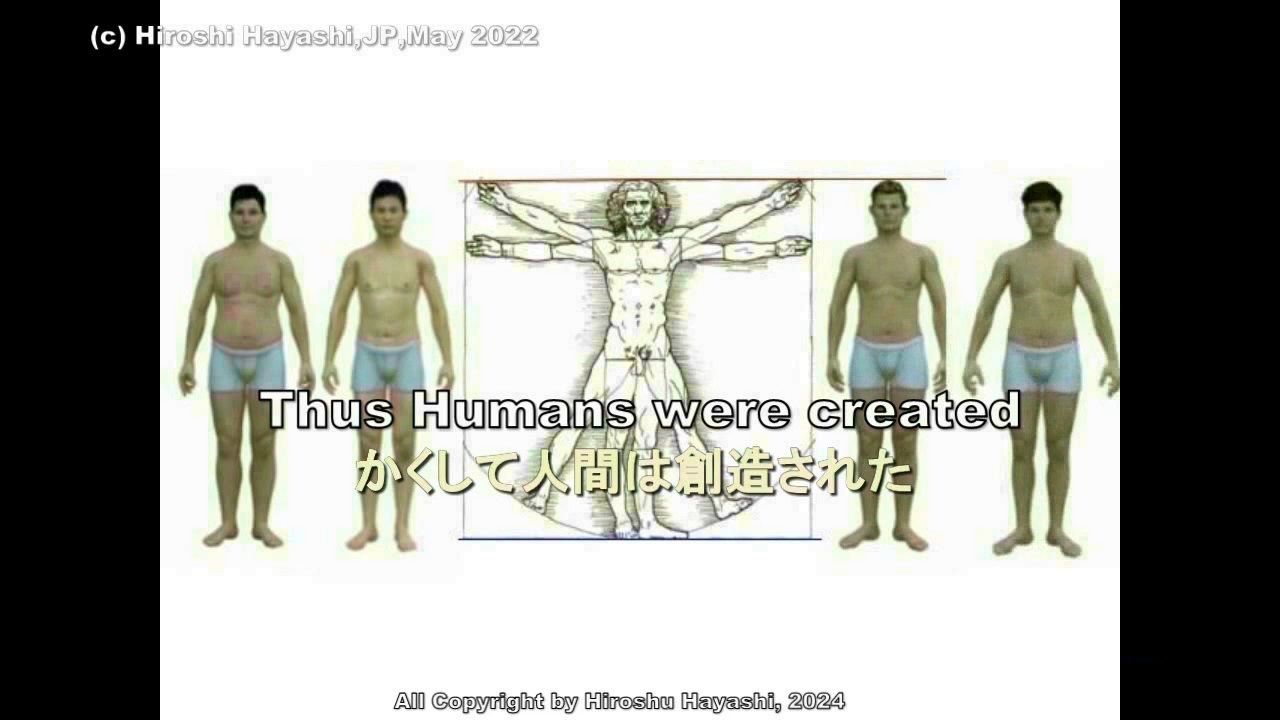 (c) Hiroshi Hayashi,JP,May 2022
Thus Humans were created
かくして人間は創造された
All Copyright by Hiroshu Hayashi, 2024